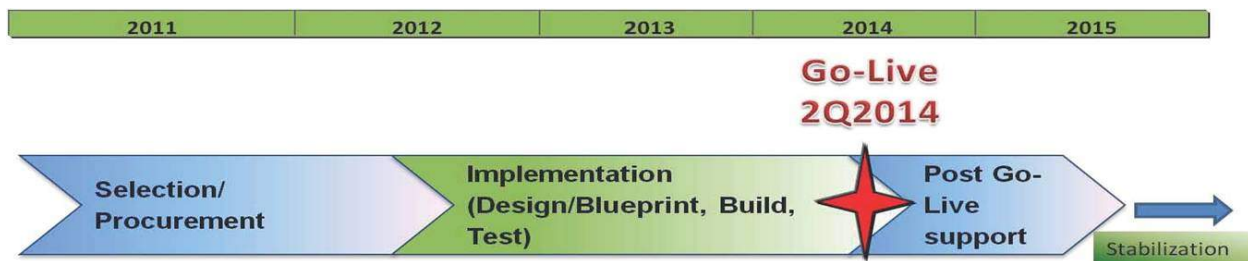 2011 2012 2013 2014 2015
Go-Live
2Q2014
Selection/
Procurement
Implementation
(Design/Blueprint, Build,
Test)
Post Go-
Live
support
Stabilization